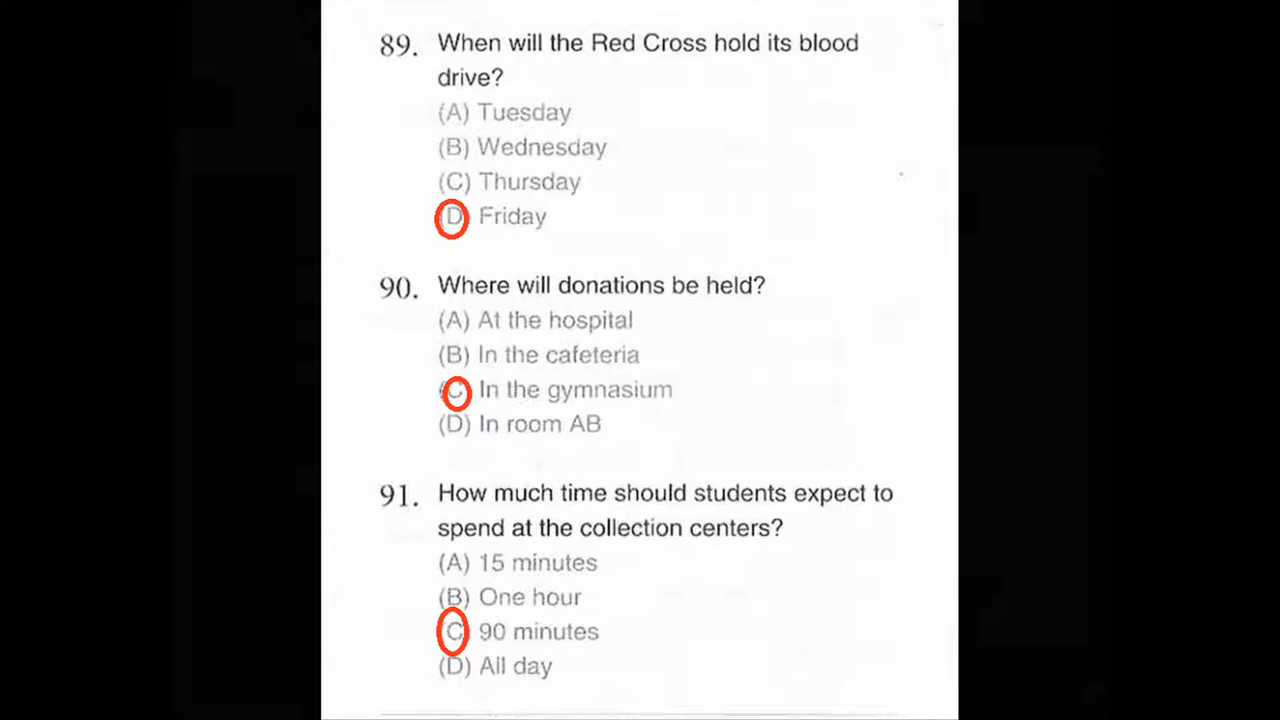 89. When will the Red Cross hold its blood
drive?
(A) Tuesday
(B) Wednesday
(C) Thursday
(D) Friday
90. Where will donations be held?
(A) At the hospital
(B) In the cafeteria
(C) In the gymnasium
(D) In room AB
91. How much time should students expect to
spend at the collection centers?
(A) 15 minutes
(B) One hour
(C) 90 minutes
(D) All day